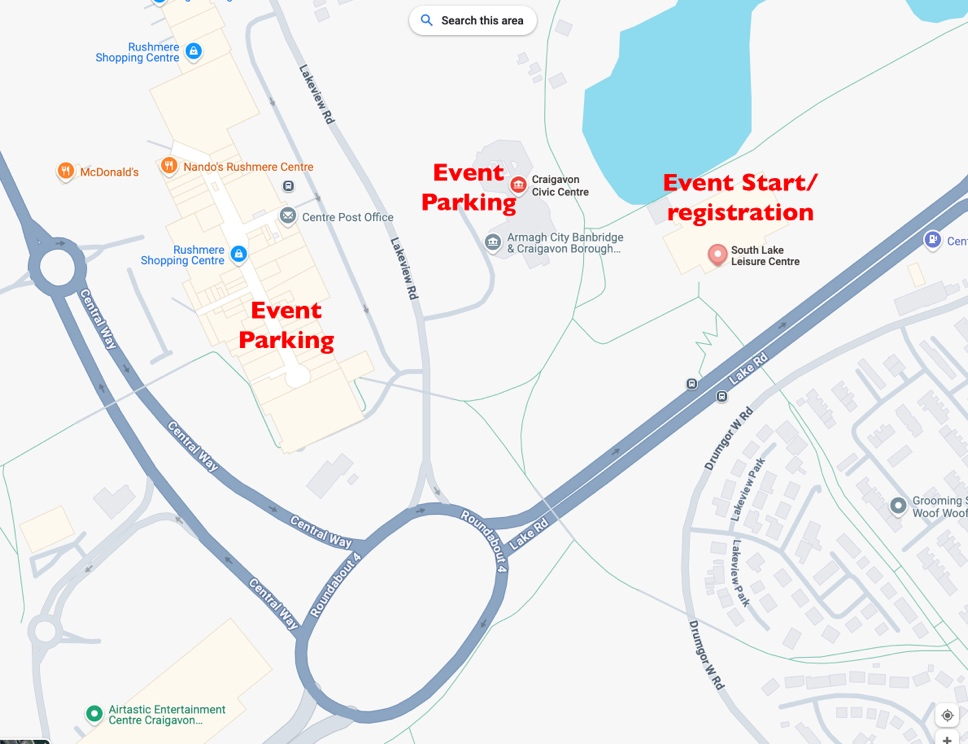 Search this area
Rushmere
Shopping Centre
Lakeview Rd
McDonald's
Nando's Rushmere Centre
Event
Parking
Craigavon
Civic Centre
Event Start/
registration
Centre Post Office
Armagh City Banbridge
& Craigavon Borough...
Rushmere
Shopping Centre
South Lake
Leisure Centre
Lakeview Rd
Central Way
Event
Parking
Lake Rd
Central Way
Drumgor W Rd
Lakeview Park
Grooming
Woof Woof
Central Way
Roundabout 4
Lake Rd
Roundabout 4
Lakeview Park
Central Way
Drumgor W Rd
Airtastic Entertainment
Centre Craigavon...